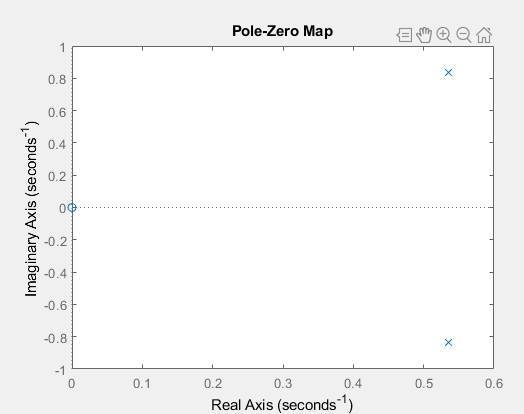 Pole-Zero Map
1
0.8
0.6
0.4
0.2
0
-0.2
-0.4
-0.6
-0.8
-1
Imaginary Axis (seconds⁻¹)
0 0.1 0.2 0.3 0.4 0.5 0.6
Real Axis (seconds⁻¹)